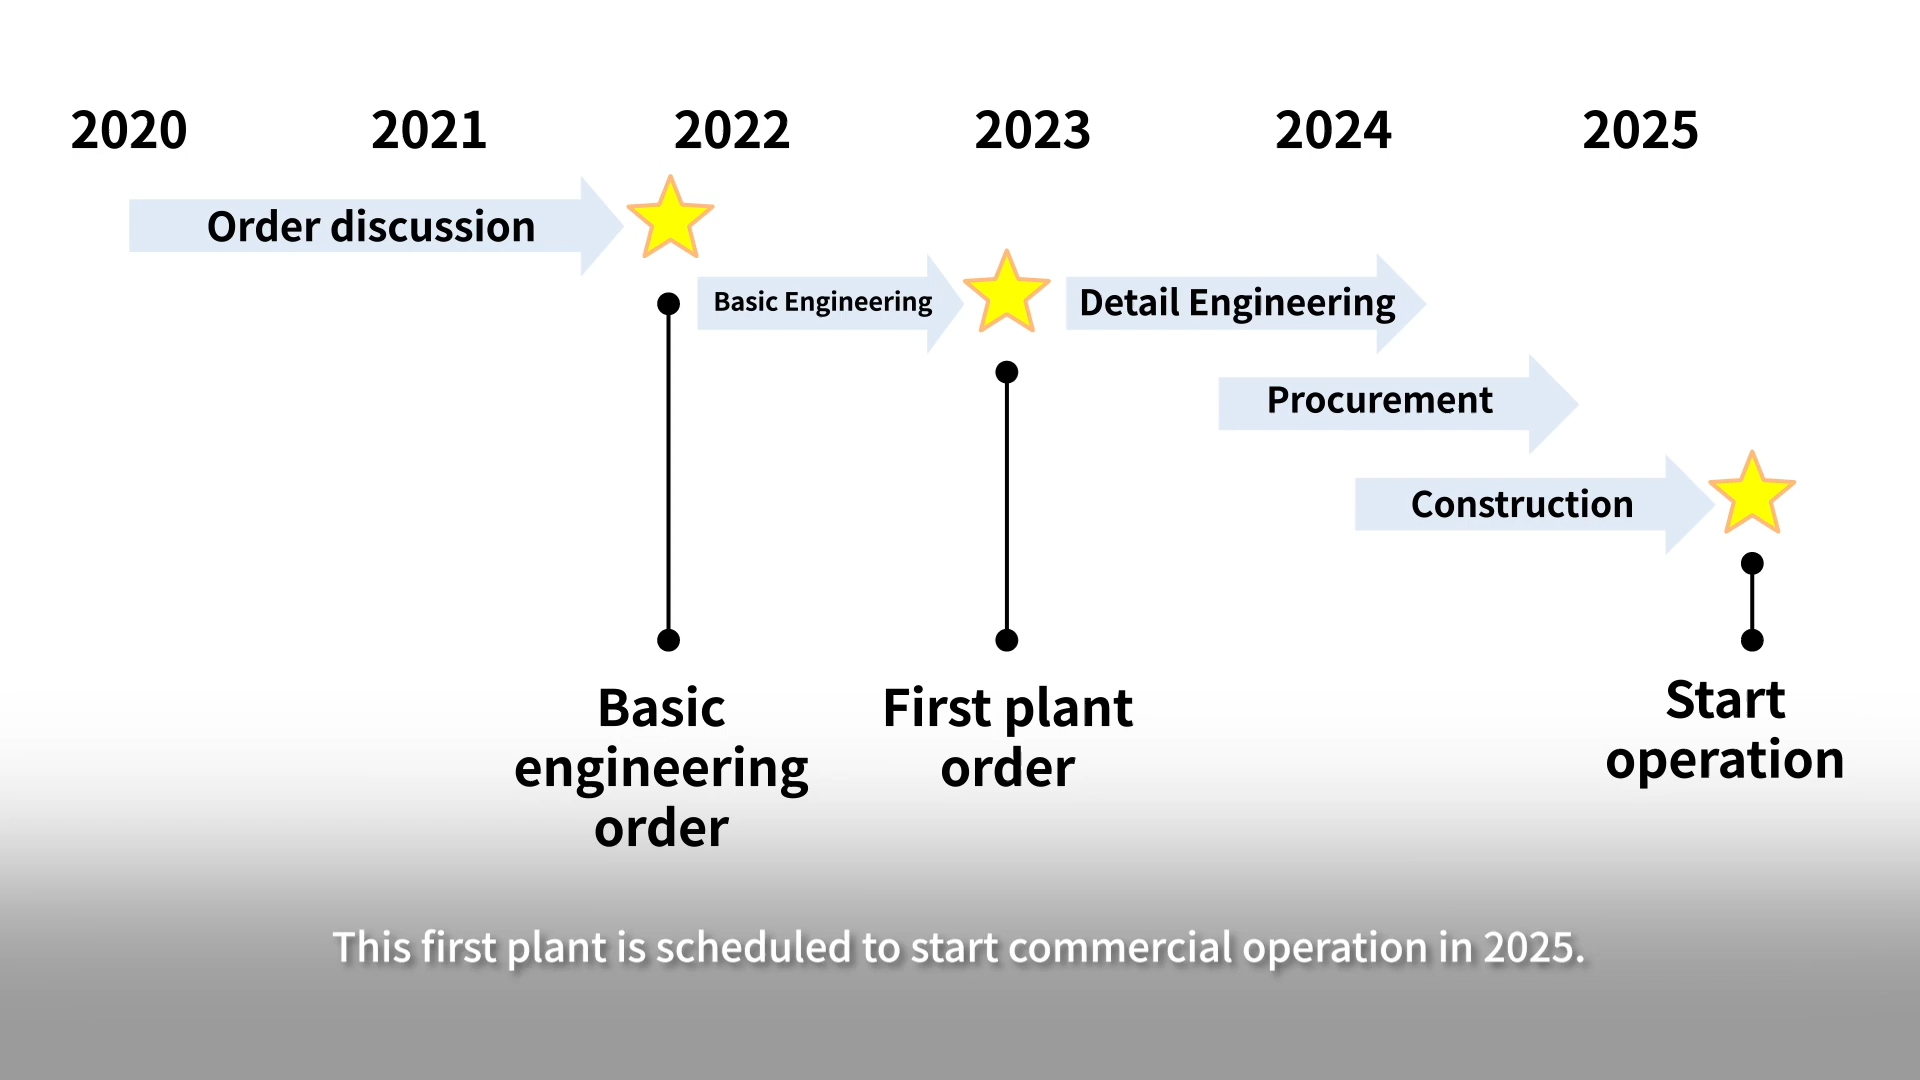 2020 2021 2022 2023 2024 2025
Order discussion
Basic Engineering
Detail Engineering
Procurement
Construction
Basic
engineering
order
First plant
order
Start
operation
This first plant is scheduled to start commercial operation in 2025.